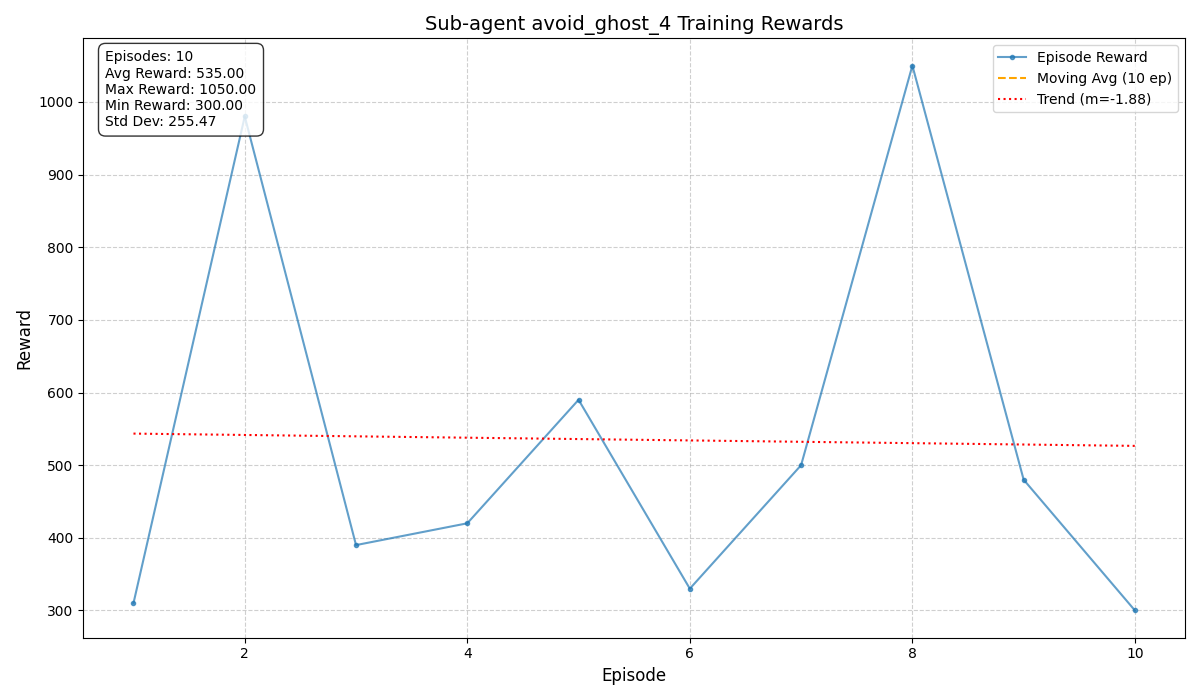 Sub-agent avoid_ghost_4 Training Rewards
Episodes: 10
Avg Reward: 535.00
Max Reward: 1050.00
Min Reward: 300.00
Std Dev: 255.47
Episode Reward
Moving Avg (10 ep)
Trend (m=-1.88)
1000
900
800
700
600
500
400
300
Reward
2 4 6 8 10
Episode